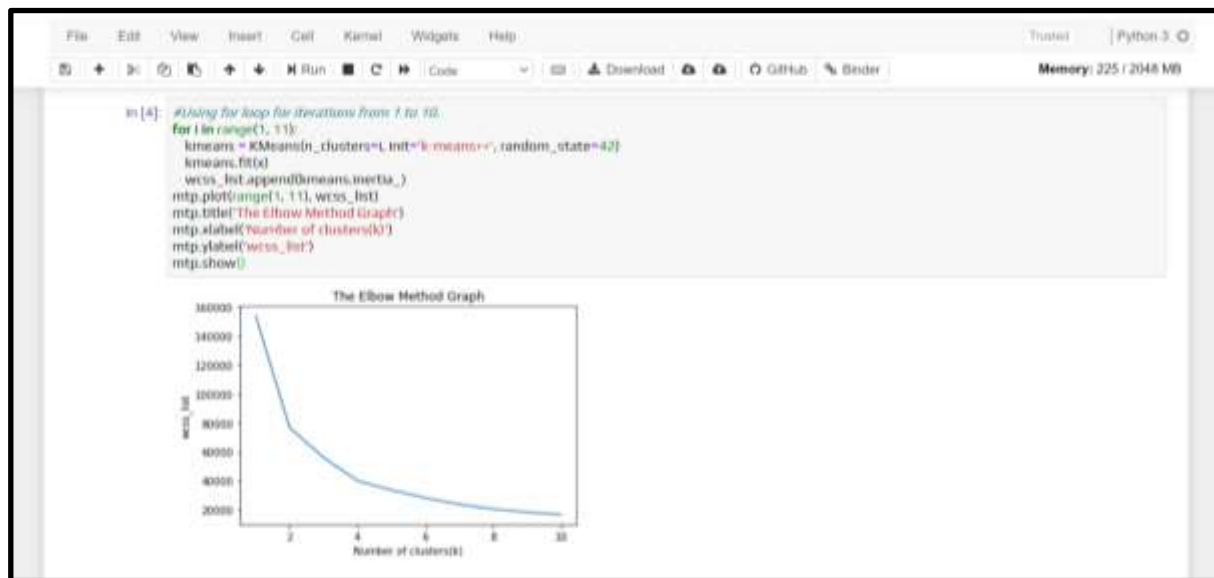 File Edit View Insert Cell Kernel Widgets Help Trusted Python 3
Run Code Download GitHub Binder Memory: 225 / 2048 MB
In [4]: #Using for loop for iterations from 1 to 10.
for i in range(1, 11):
kmeans = KMeans(n_clusters=i, init='k-means++', random_state=42)
kmeans.fit(x)
wcss_list.append(kmeans.inertia_)
mtp.plot(range(1, 11), wcss_list)
mtp.title('The Elbow Method Graph')
mtp.xlabel('Number of clusters(k)')
mtp.ylabel('wcss_list')
mtp.show()
The Elbow Method Graph
160000
140000
120000
100000
80000
60000
40000
20000
wcss_list
2 4 6 8 10
Number of clusters(k)